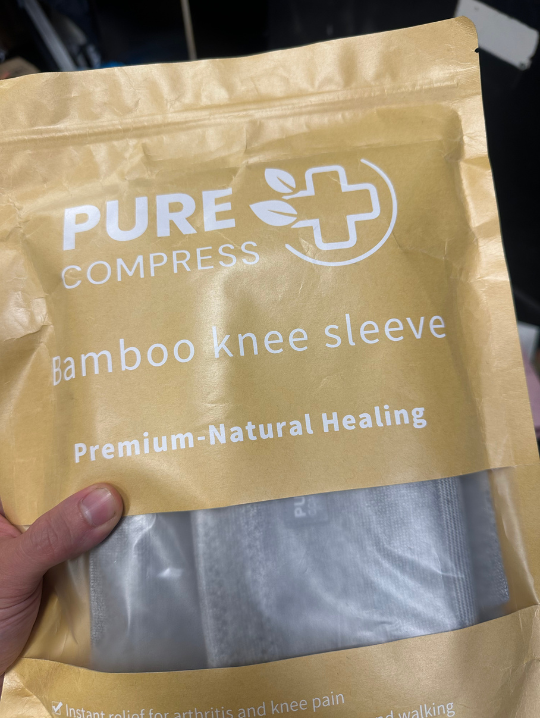 PURE
COMPRESS
Bamboo knee sleeve
Premium-Natural Healing
Instant relief for arthritis and knee pain
walking